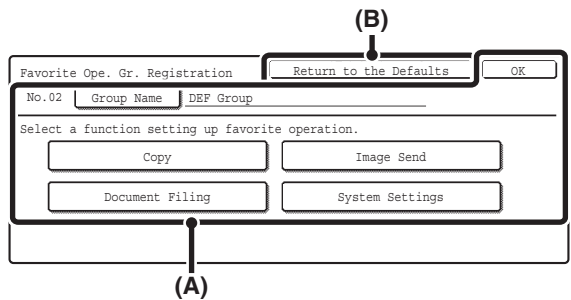 (B)
Favorite Ope. Gr. Registration Return to the Defaults OK
No.02 Group Name DEF Group
Select a function setting up favorite operation.
Copy Image Send
Document Filing System Settings
(A)